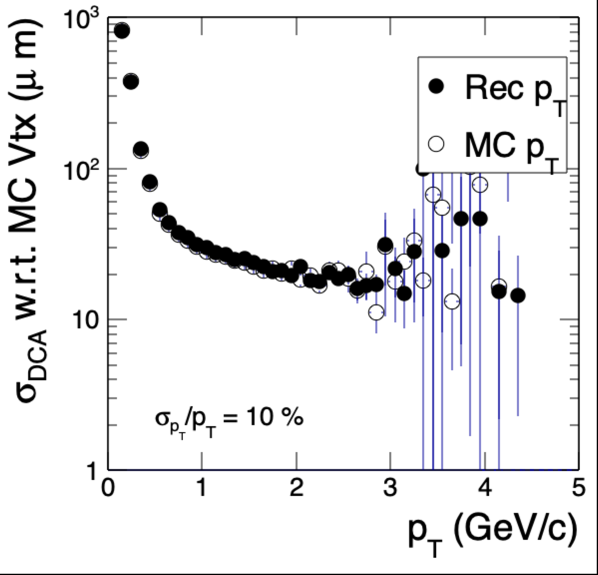 10³
σDCA w.r.t. MC Vtx (μ m)
Rec pT
MC pT
10²
10
σpT/pT = 10 %
1
0 1 2 3 4 5
pT (GeV/c)